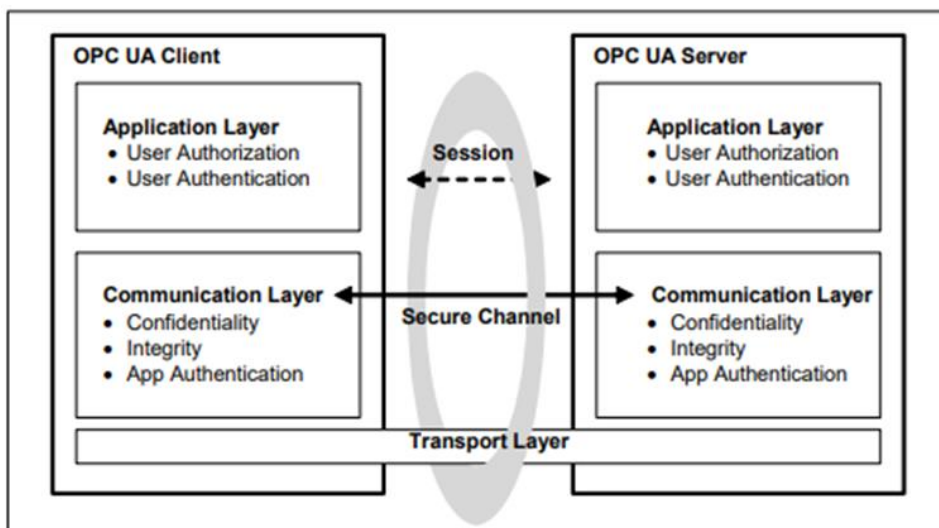 OPC UA Client
Application Layer
• User Authorization
• User Authentication
Communication Layer
• Confidentiality
• Integrity
• App Authentication
Session
Secure Channel
Transport Layer
OPC UA Server
Application Layer
• User Authorization
• User Authentication
Communication Layer
• Confidentiality
• Integrity
• App Authentication